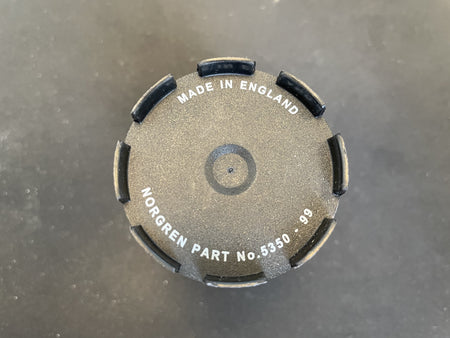 MADE IN ENGLAND
NORGREN PART No.5350 - 99